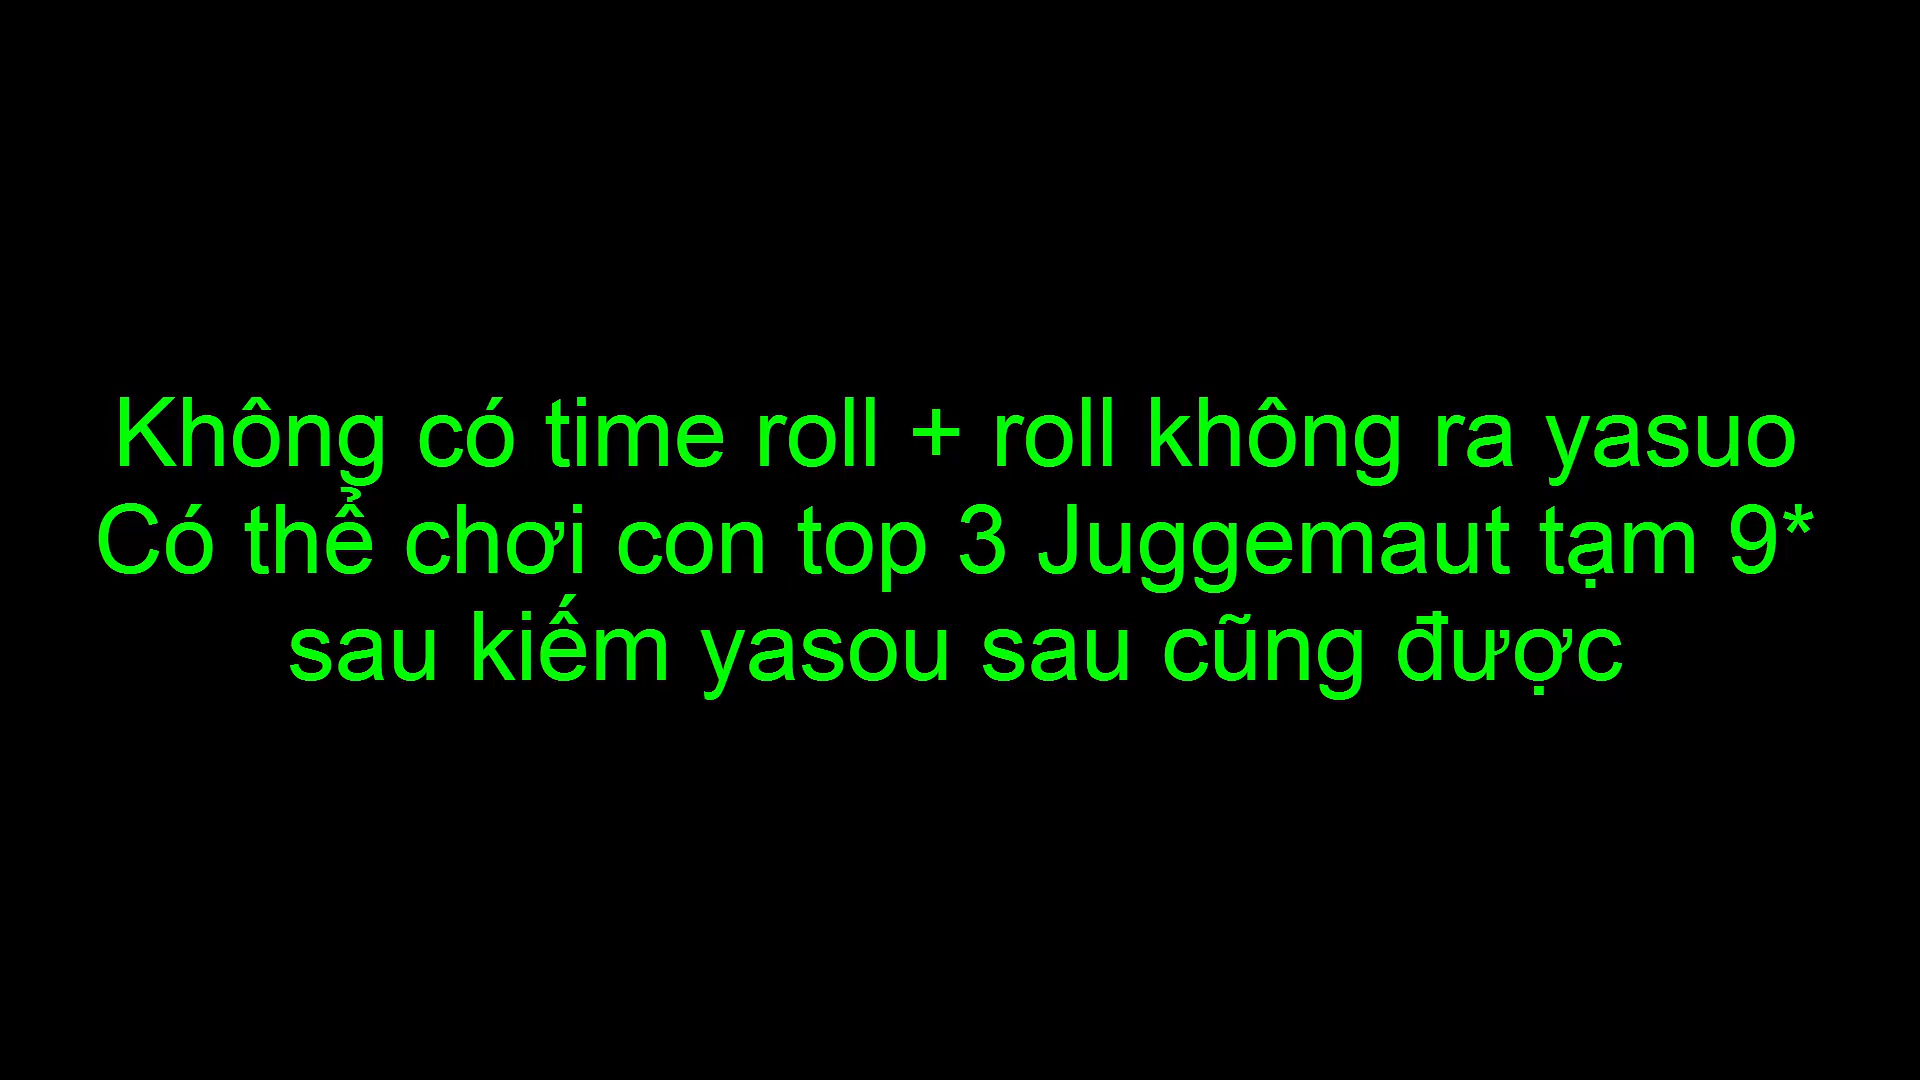 Không có time roll + roll không ra yasuo
Có thể chơi con top 3 Juggemaut tạm 9*
sau kiếm yasou sau cũng được